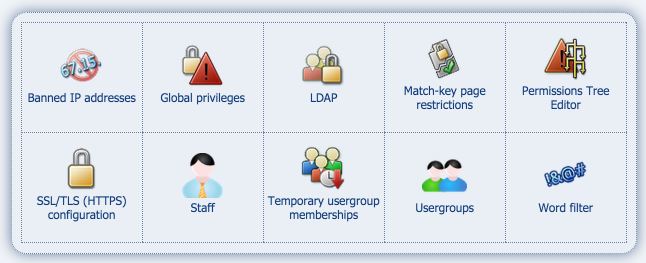 67.15.
Banned IP addresses
Global privileges
LDAP
Match-key page
restrictions
Permissions Tree
Editor
SSL/TLS (HTTPS)
configuration
Staff
Temporary usergroup
memberships
Usergroups
!&.@#
Word filter